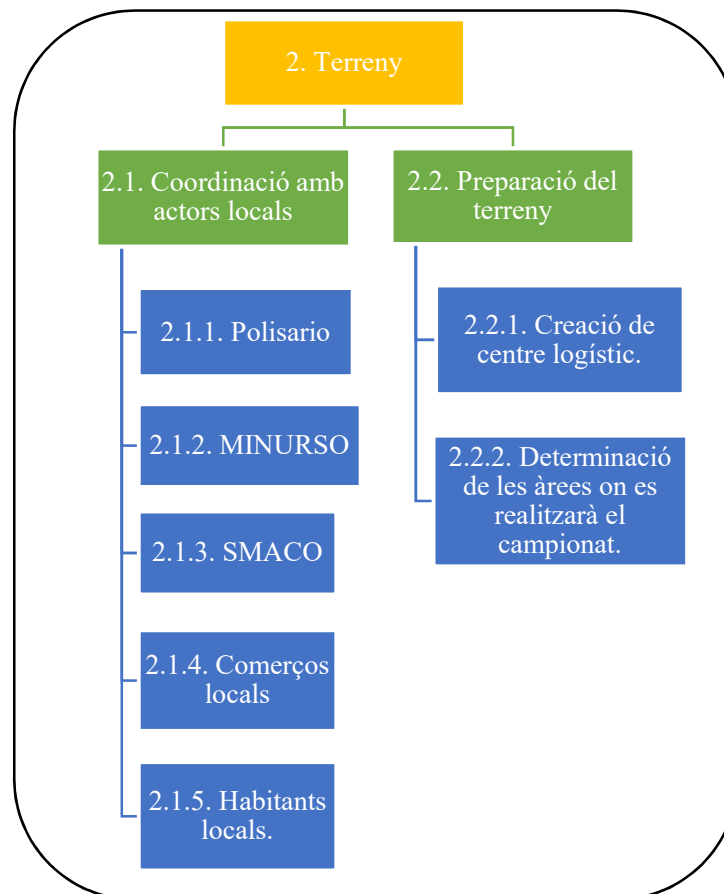 2. Terreny
2.1. Coordinació amb
actors locals
2.1.1. Polisario
2.1.2. MINURSO
2.1.3. SMACO
2.1.4. Comerços
locals
2.1.5. Habitants
locals.
2.2. Preparació del
terreny
2.2.1. Creació de
centre logístic.
2.2.2. Determinació
de les àrees on es
realitzarà el
campionat.